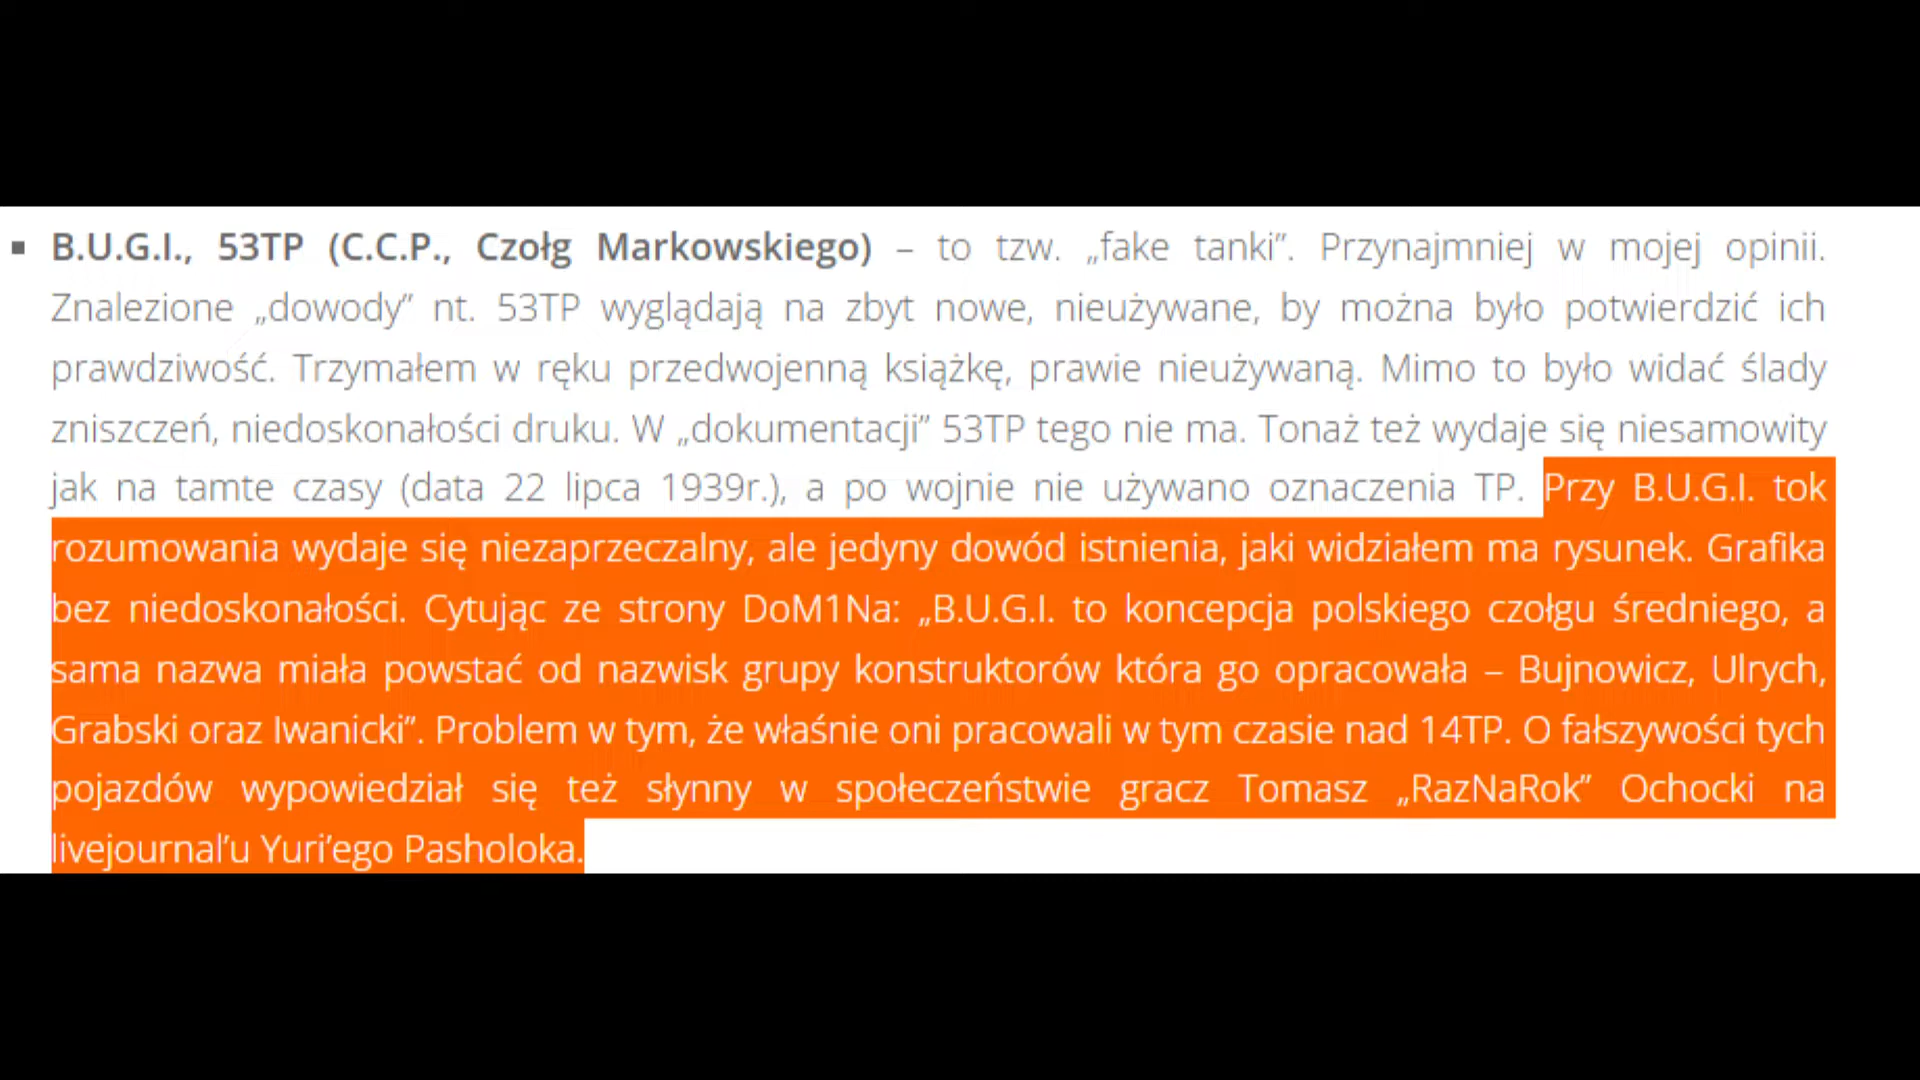 ▪ B.U.G.I., 53TP (C.C.P., Czołg Markowskiego) – to tzw. „fake tanki”. Przynajmniej w mojej opinii.
Znalezione „dowody” nt. 53TP wyglądają na zbyt nowe, nieużywane, by można było potwierdzić ich
prawdziwość. Trzymałem w ręku przedwojenną książkę, prawie nieużywaną. Mimo to było widać ślady
zniszczeń, niedoskonałości druku. W „dokumentacji” 53TP tego nie ma. Tonaż też wydaje się niesamowity
jak na tamte czasy (data 22 lipca 1939r.), a po wojnie nie używano oznaczenia TP. Przy B.U.G.I. tok
rozumowania wydaje się niezaprzeczalny, ale jedyny dowód istnienia, jaki widziałem ma rysunek. Grafika
bez niedoskonałości. Cytując ze strony DoM1Na: „B.U.G.I. to koncepcja polskiego czołgu średniego, a
sama nazwa miała powstać od nazwisk grupy konstruktorów która go opracowała – Bujnowicz, Ulrych,
Grabski oraz Iwanicki”. Problem w tym, że właśnie oni pracowali w tym czasie nad 14TP. O fałszywości tych
pojazdów wypowiedział się też słynny w społeczeństwie gracz Tomasz „RazNaRok” Ochocki na
livejournal’u Yuri’ego Pasholoka.